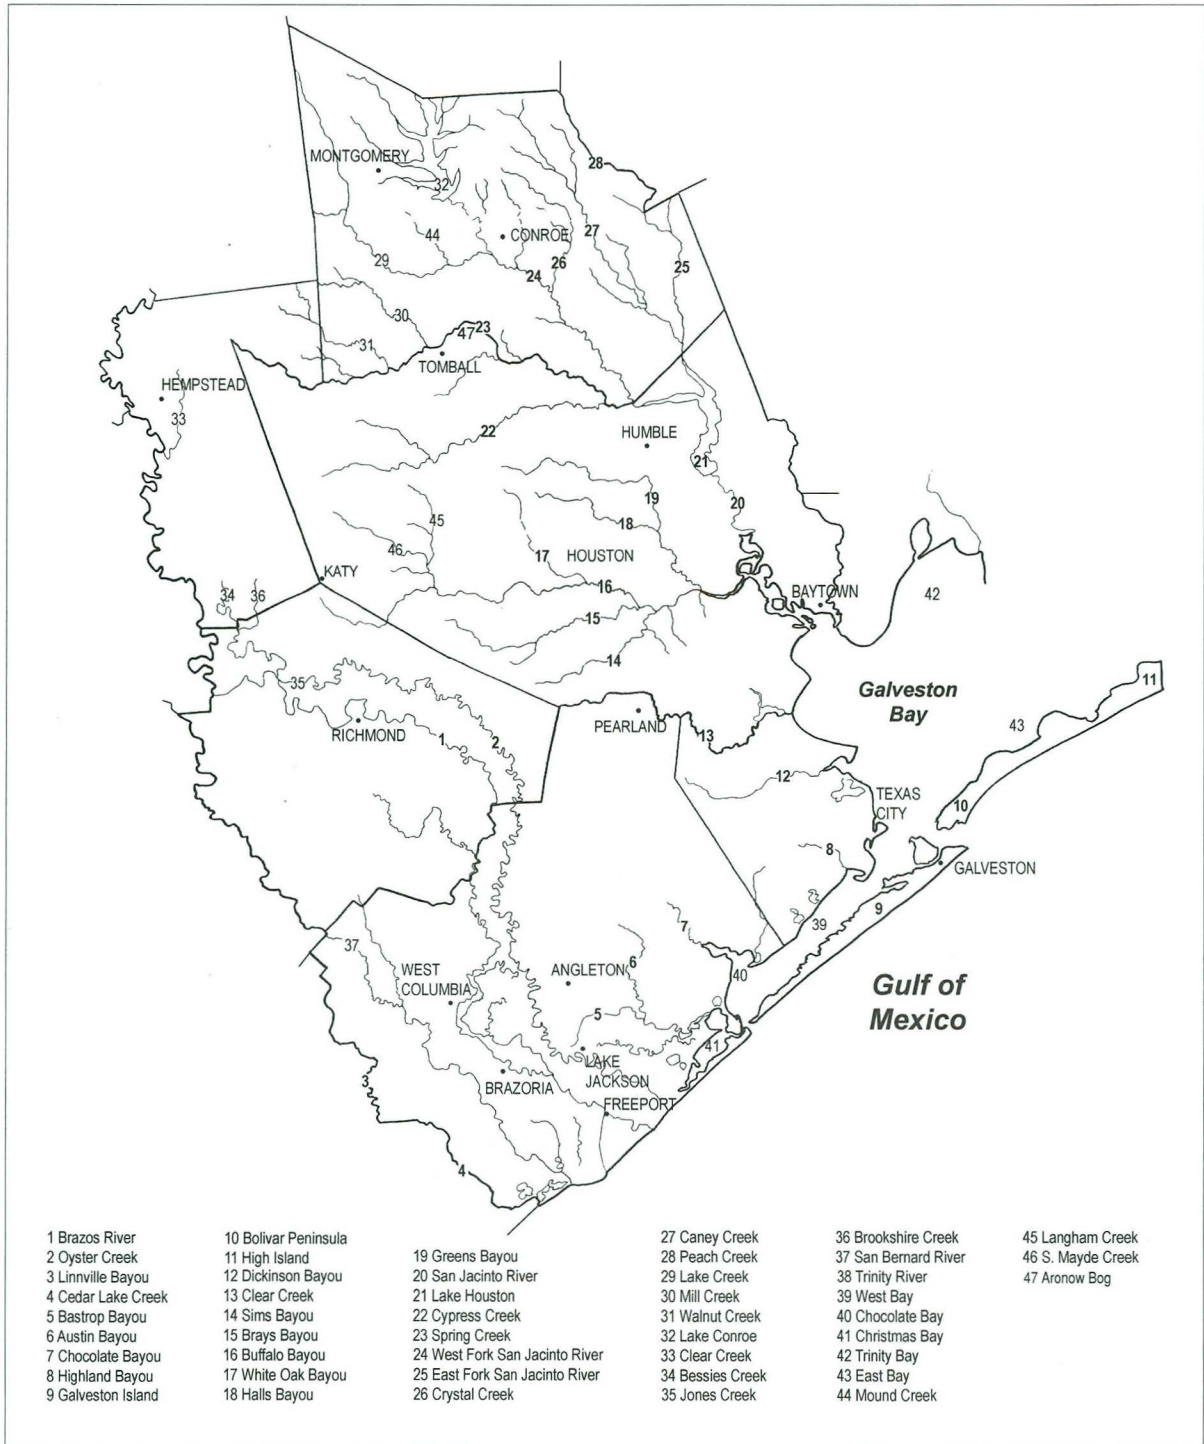 28
MONTGOMERY
32
44
CONROE
27
29
26
25
24
30
47
23
31
TOMBALL
HEMPSTEAD
33
22
HUMBLE
21
19
20
45
18
46
17
HOUSTON
KATY
16
34
36
BAYTOWN
42
15
14
35
Galveston
Bay
11
RICHMOND
1
2
PEARLAND
13
43
12
TEXAS
CITY
10
8
GALVESTON
9
7
39
37
WEST
COLUMBIA
ANGLETON
6
40
Gulf of
Mexico
5
41
LAKE
JACKSON
3
BRAZORIA
FREEPORT
4
1 Brazos River
2 Oyster Creek
3 Linnville Bayou
4 Cedar Lake Creek
5 Bastrop Bayou
6 Austin Bayou
7 Chocolate Bayou
8 Highland Bayou
9 Galveston Island
10 Bolivar Peninsula
11 High Island
12 Dickinson Bayou
13 Clear Creek
14 Sims Bayou
15 Brays Bayou
16 Buffalo Bayou
17 White Oak Bayou
18 Halls Bayou
19 Greens Bayou
20 San Jacinto River
21 Lake Houston
22 Cypress Creek
23 Spring Creek
24 West Fork San Jacinto River
25 East Fork San Jacinto River
26 Crystal Creek
27 Caney Creek
28 Peach Creek
29 Lake Creek
30 Mill Creek
31 Walnut Creek
32 Lake Conroe
33 Clear Creek
34 Bessies Creek
35 Jones Creek
36 Brookshire Creek
37 San Bernard River
38 Trinity River
39 West Bay
40 Chocolate Bay
41 Christmas Bay
42 Trinity Bay
43 East Bay
44 Mound Creek
45 Langham Creek
46 S. Mayde Creek
47 Aronow Bog